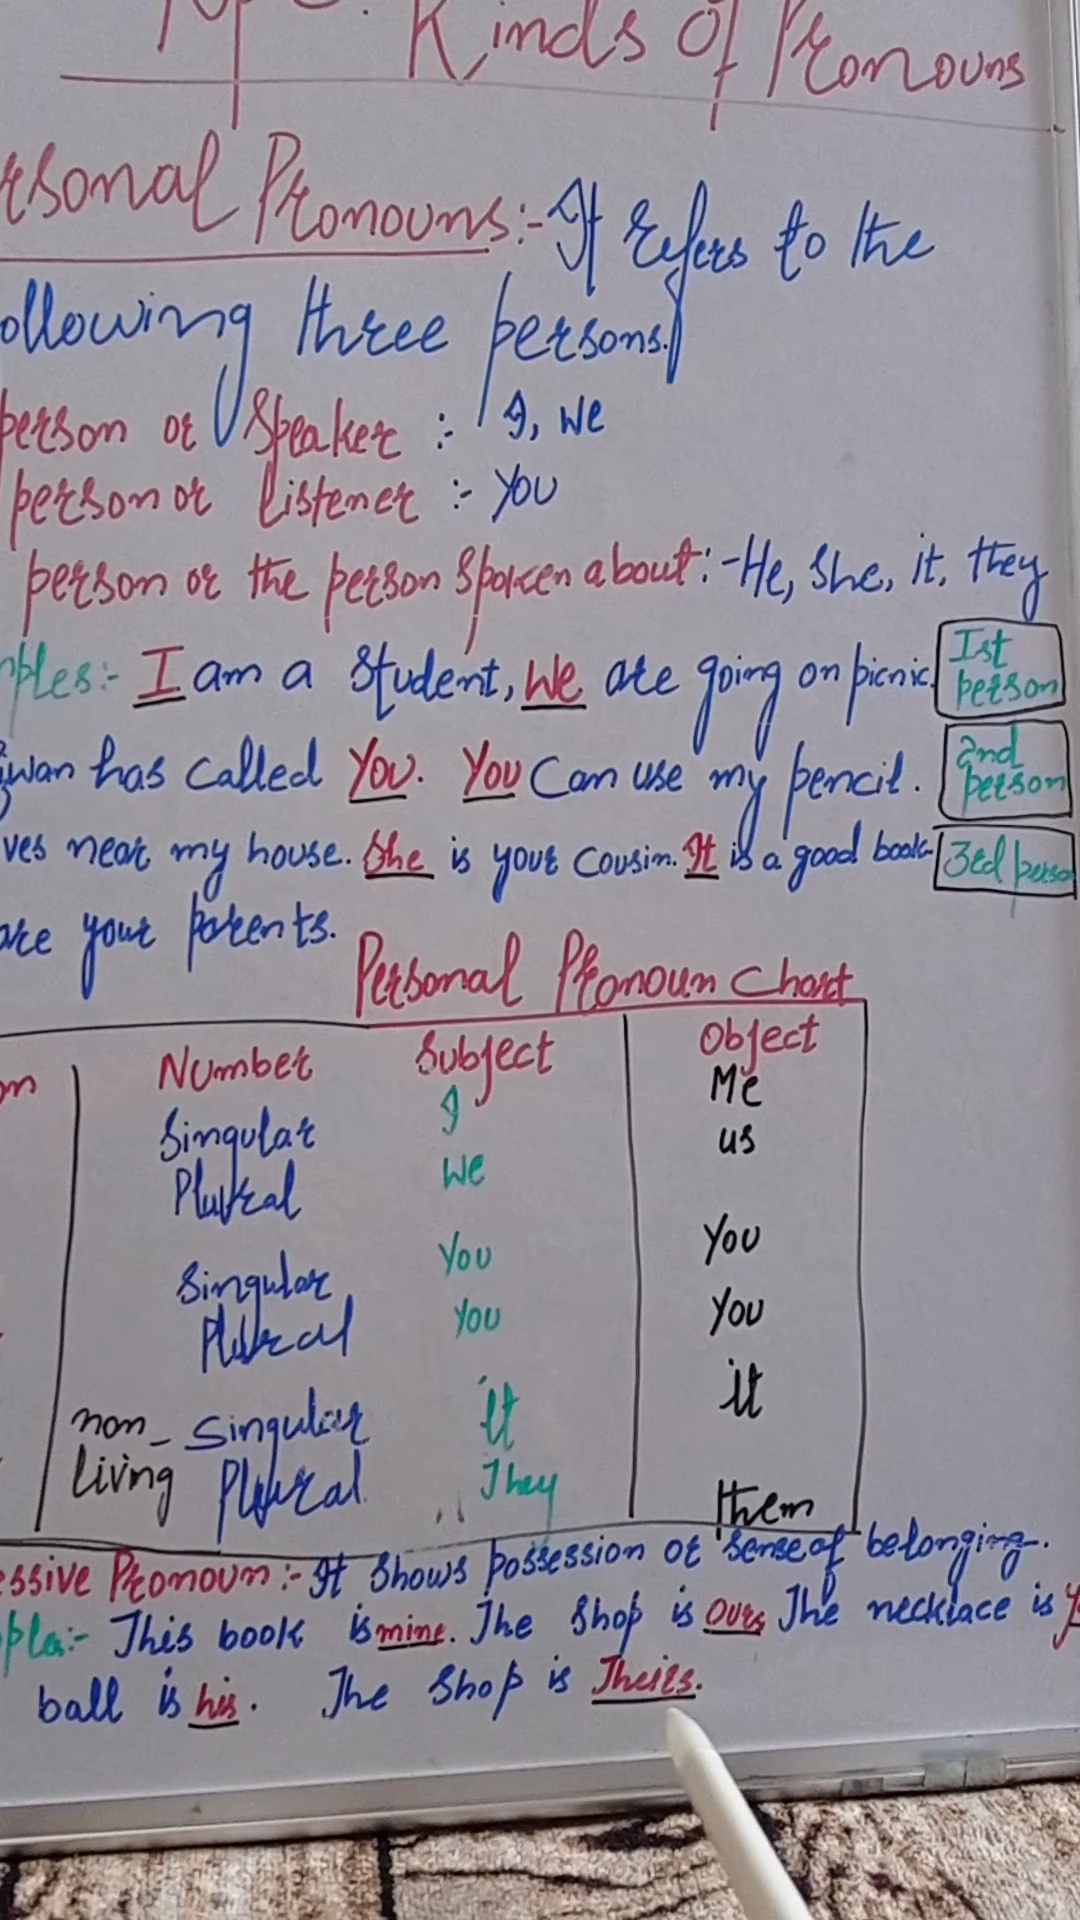 Kinds of Pronouns
rsonal Pronouns:- It refers to the
ollowing three persons.
person or Speaker :- I, We
person or listener :- You
person or the person spoken about:- He, She, it, they
mples:- I am a student, We are going on picnic. Ist person
wan has called You. You Can use my pencil. 2nd person
ves near my house. She is your Cousin. It is a good book. 3rd person
are your parents.
Personal Pronoun Chart
on Number Subject Object
Singular I Me
Plural We us
Singular You You
Plural You You
non-living Singular It it
Plural They them
essive Pronoun:- It shows possession or sense of belonging.
ple:- This book is mine. The shop is ours The necklace is y
ball is his. The shop is Theirs.